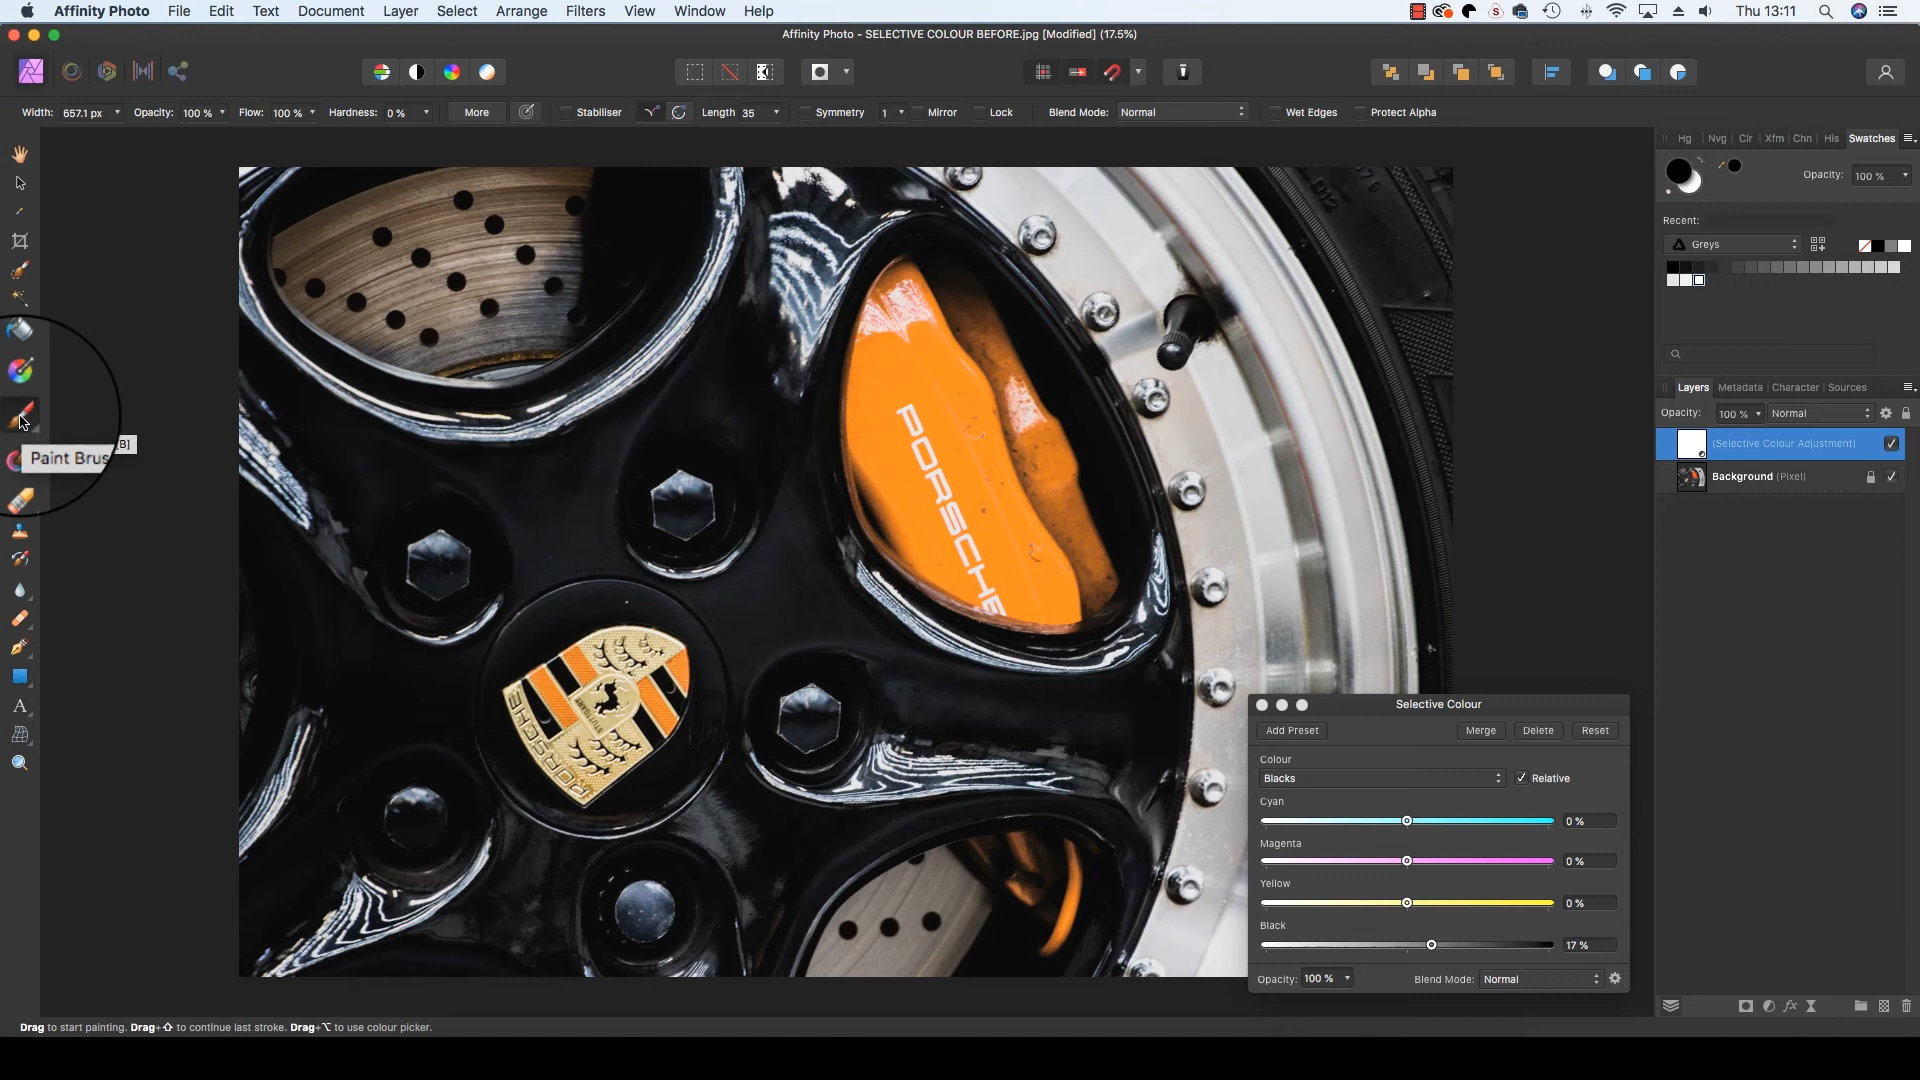 Affinity Photo File Edit Text Document Layer Select Arrange Filters View Window Help Thu 13:11
Affinity Photo - SELECTIVE COLOUR BEFORE.jpg [Modified] (17.5%)
Width: 657.1 px Opacity: 100 % Flow: 100 % Hardness: 0 % More Stabiliser Length 35 Symmetry 1 Mirror Lock Blend Mode: Normal Wet Edges Protect Alpha
Hg Nvg Clr Xfm Chn His Swatches
Opacity: 100 %
Recent:
Greys
Layers Metadata Character Sources
Opacity: 100 % Normal
(Selective Colour Adjustment)
Background (Pixel)
[B]
Paint Brus
PORSCHE
PORSCHE
STUTTGART
Selective Colour
Add Preset Merge Delete Reset
Colour
Blacks Relative
Cyan
0 %
Magenta
0 %
Yellow
0 %
Black
17 %
Opacity: 100 % Blend Mode: Normal
Drag to start painting. Drag+⇧ to continue last stroke. Drag+⌥ to use colour picker.